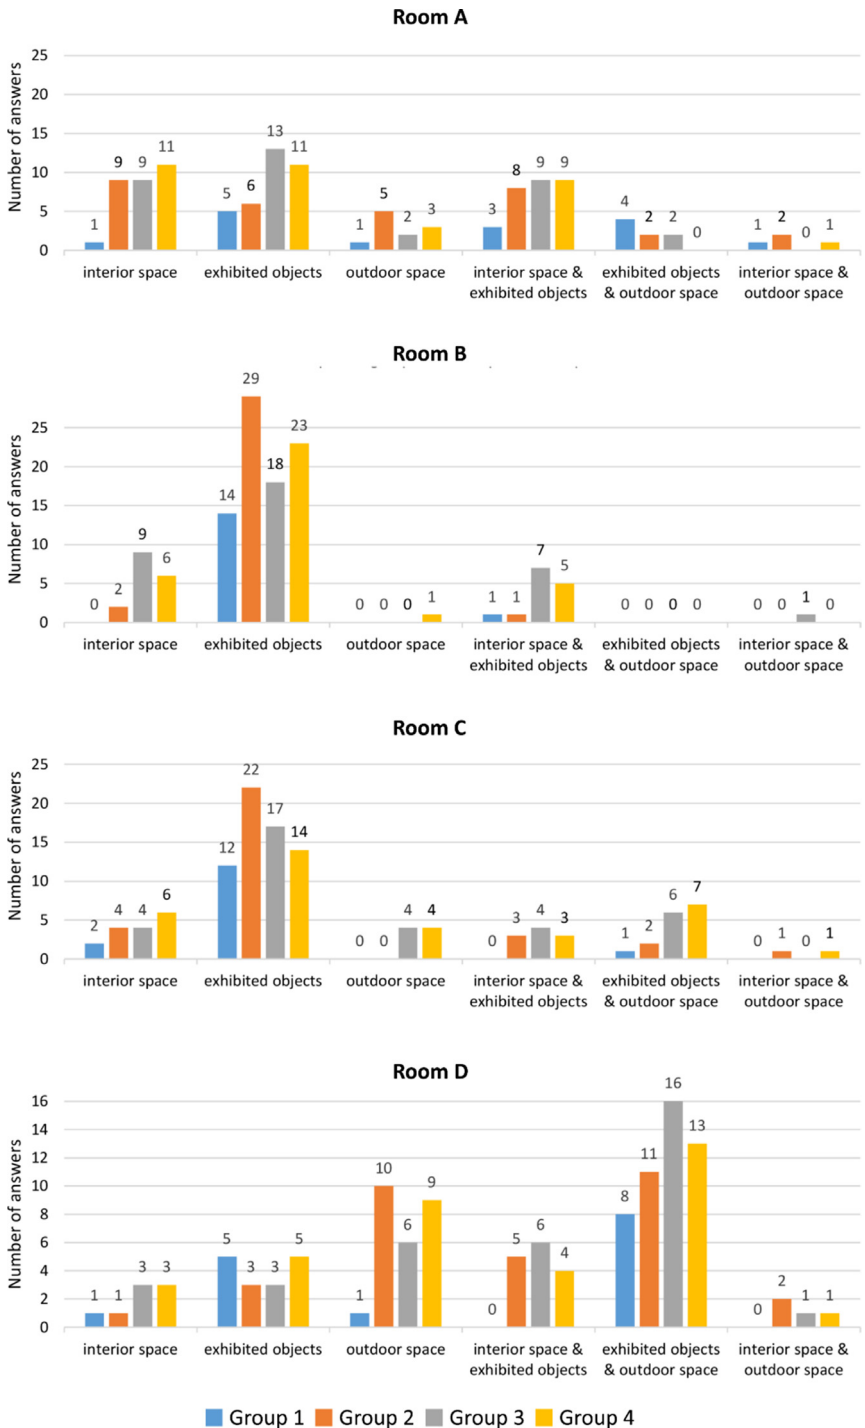 Room A
Number of answers
25
20
15
10
5
0
1 9 9 11
5 6 13 11
1 5 2 3
3 8 9 9
4 2 2 0
1 2 0 1
interior space
exhibited objects
outdoor space
interior space &
exhibited objects
exhibited objects
& outdoor space
interior space &
outdoor space
Room B
Number of answers
25
20
15
10
5
0
0 2 9 6
14 29 18 23
0 0 0 1
1 1 7 5
0 0 0 0
0 0 1 0
interior space
exhibited objects
outdoor space
interior space &
exhibited objects
exhibited objects
& outdoor space
interior space &
outdoor space
Room C
Number of answers
25
20
15
10
5
0
2 4 4 6
12 22 17 14
0 0 4 4
0 3 4 3
1 2 6 7
0 1 0 1
interior space
exhibited objects
outdoor space
interior space &
exhibited objects
exhibited objects
& outdoor space
interior space &
outdoor space
Room D
Number of answers
16
14
12
10
8
6
4
2
0
1 1 3 3
5 3 3 5
1 10 6 9
0 5 6 4
8 11 16 13
0 2 1 1
interior space
exhibited objects
outdoor space
interior space &
exhibited objects
exhibited objects
& outdoor space
interior space &
outdoor space
Group 1 Group 2 Group 3 Group 4